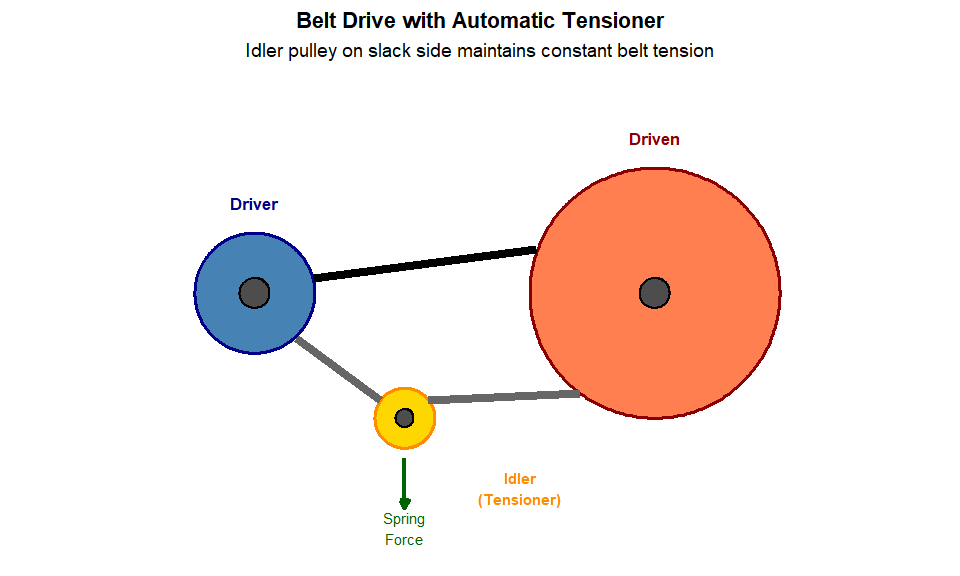 Belt Drive with Automatic Tensioner
Idler pulley on slack side maintains constant belt tension
Driven
Driver
Idler
(Tensioner)
Spring
Force